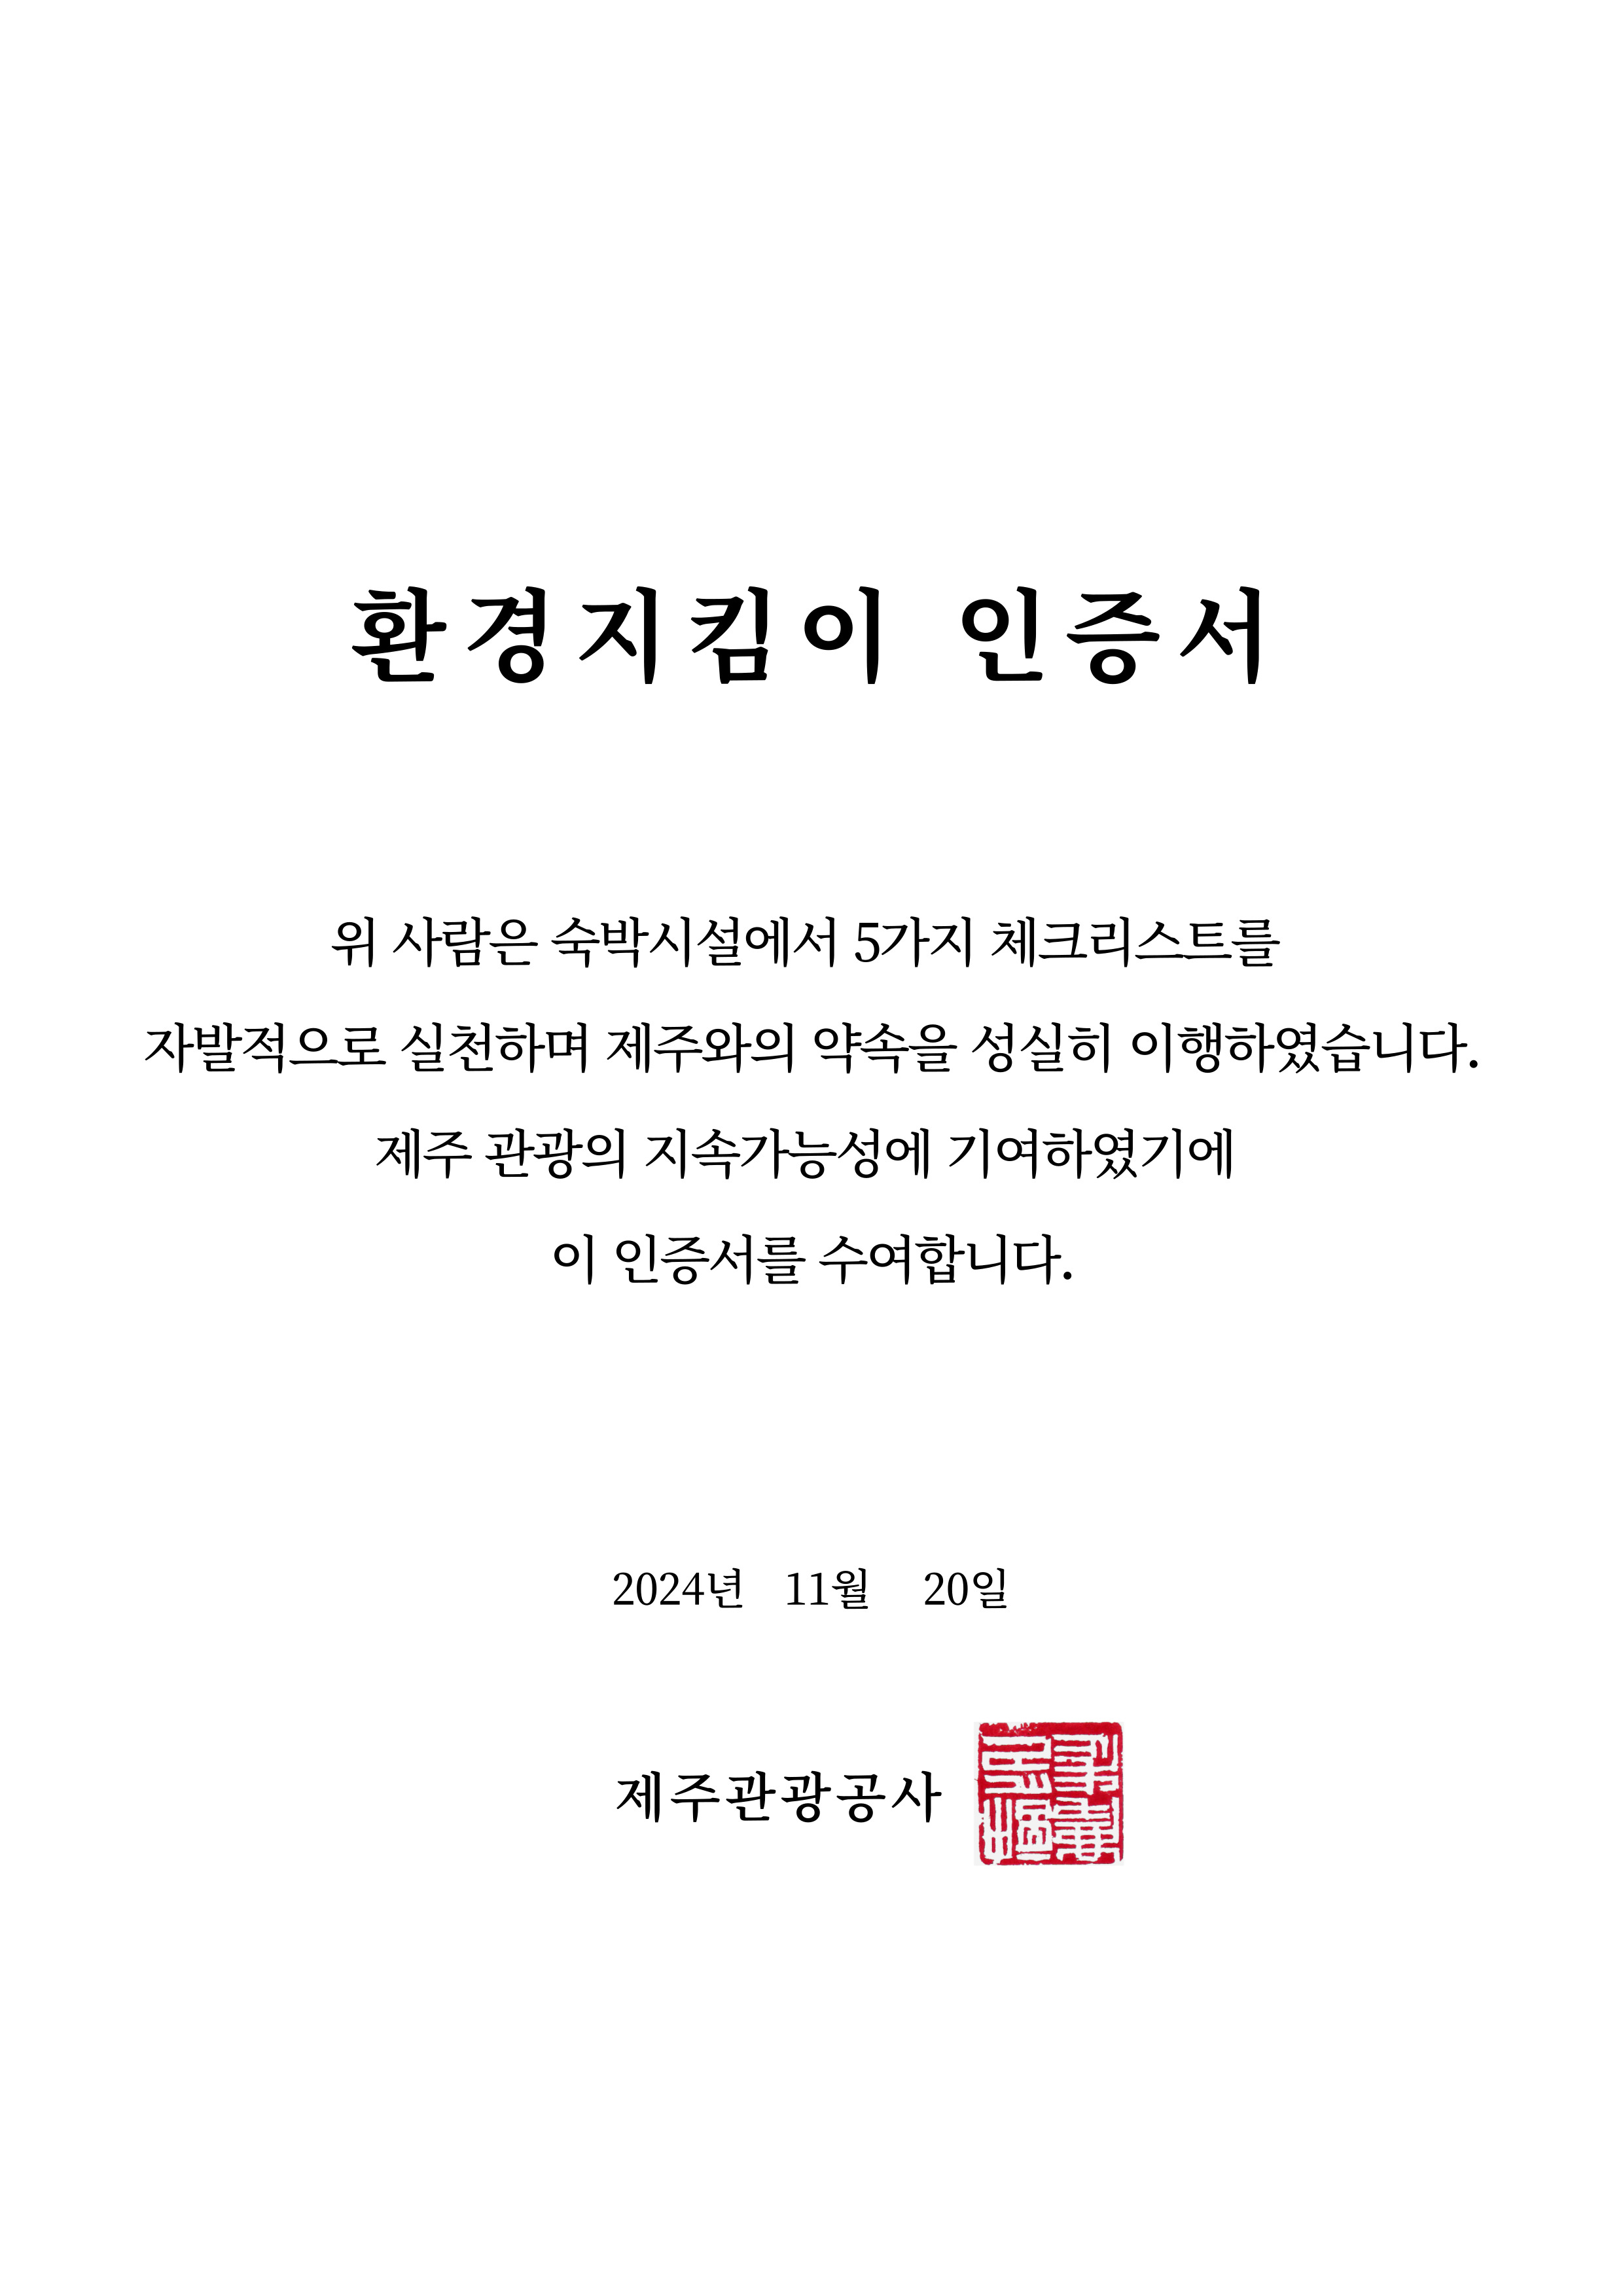 환경지킴이 인증서
위 사람은 숙박시설에서 5가지 체크리스트를
자발적으로 실천하며 제주와의 약속을 성실히 이행하였습니다.
제주 관광의 지속가능성에 기여하였기에
이 인증서를 수여합니다.
2024년 11월 20일
제주관광공사